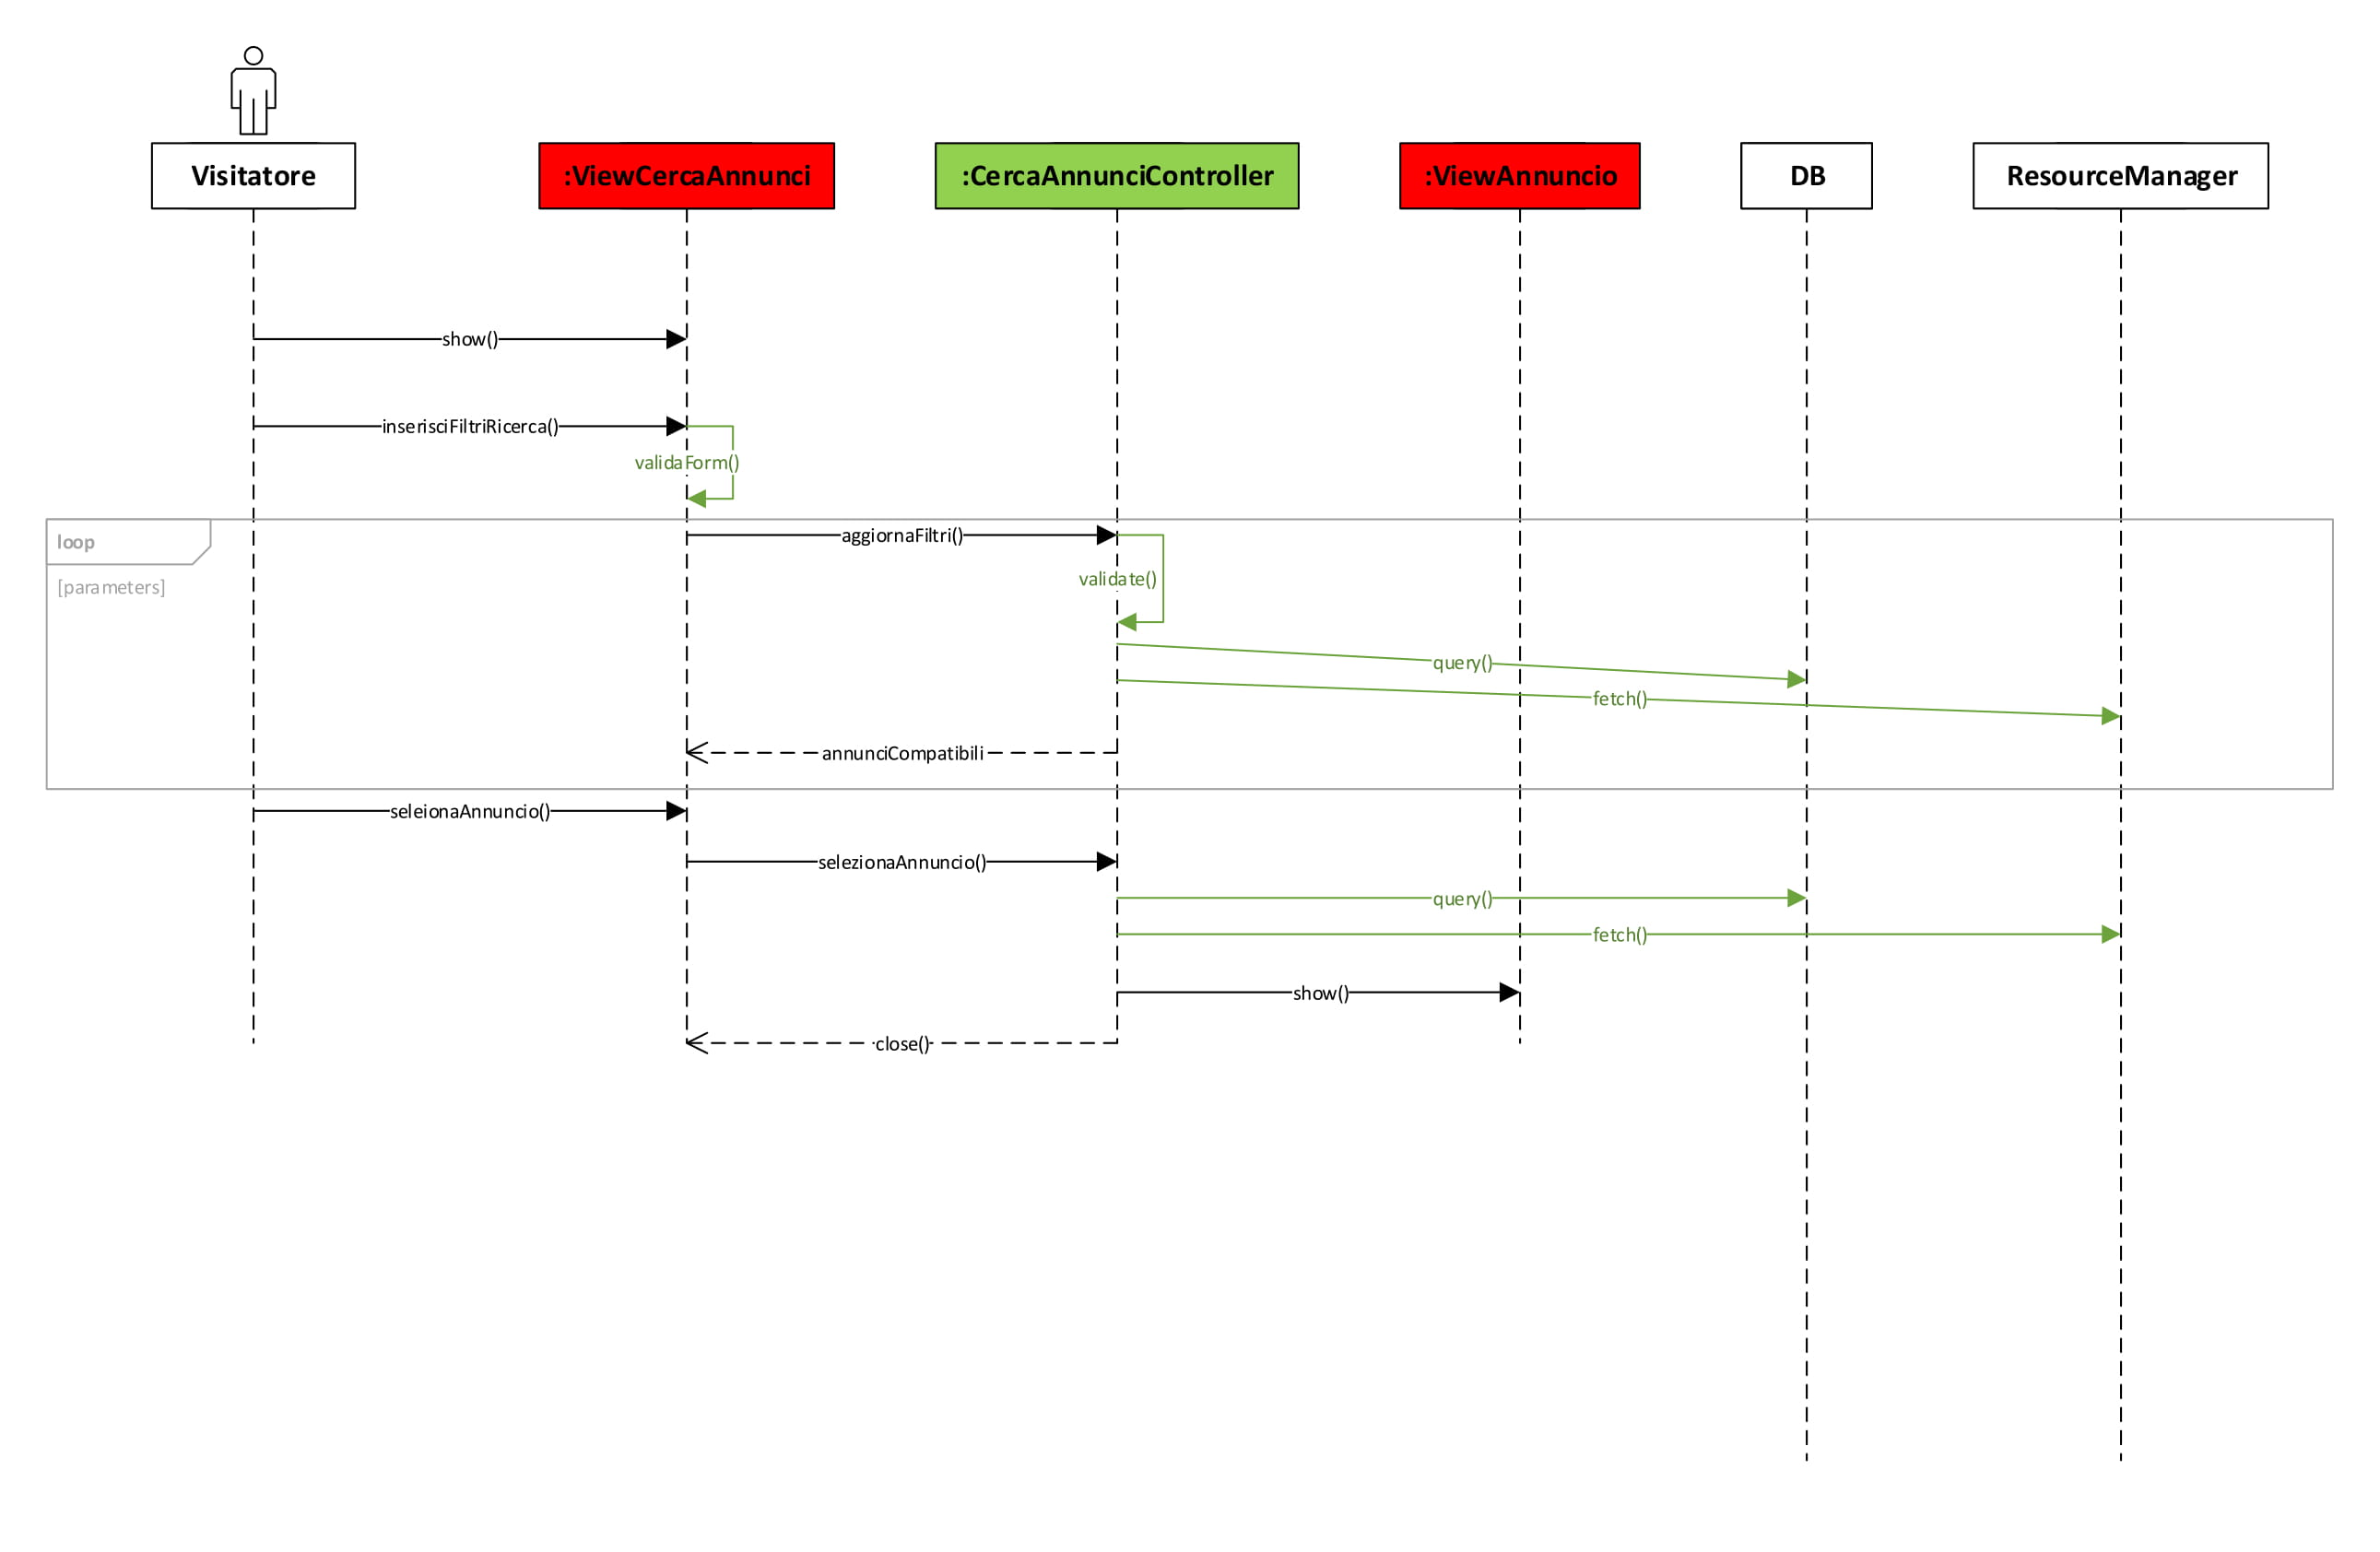 Visitatore
:ViewCercaAnnunci
:CercaAnnunciController
:ViewAnnuncio
DB
ResourceManager
show()
inserisciFiltriRicerca()
validaForm()
loop
aggiornaFiltri()
[parameters]
validate()
query()
fetch()
annunciCompatibili
seleionaAnnuncio()
selezionaAnnuncio()
query()
fetch()
show()
close()